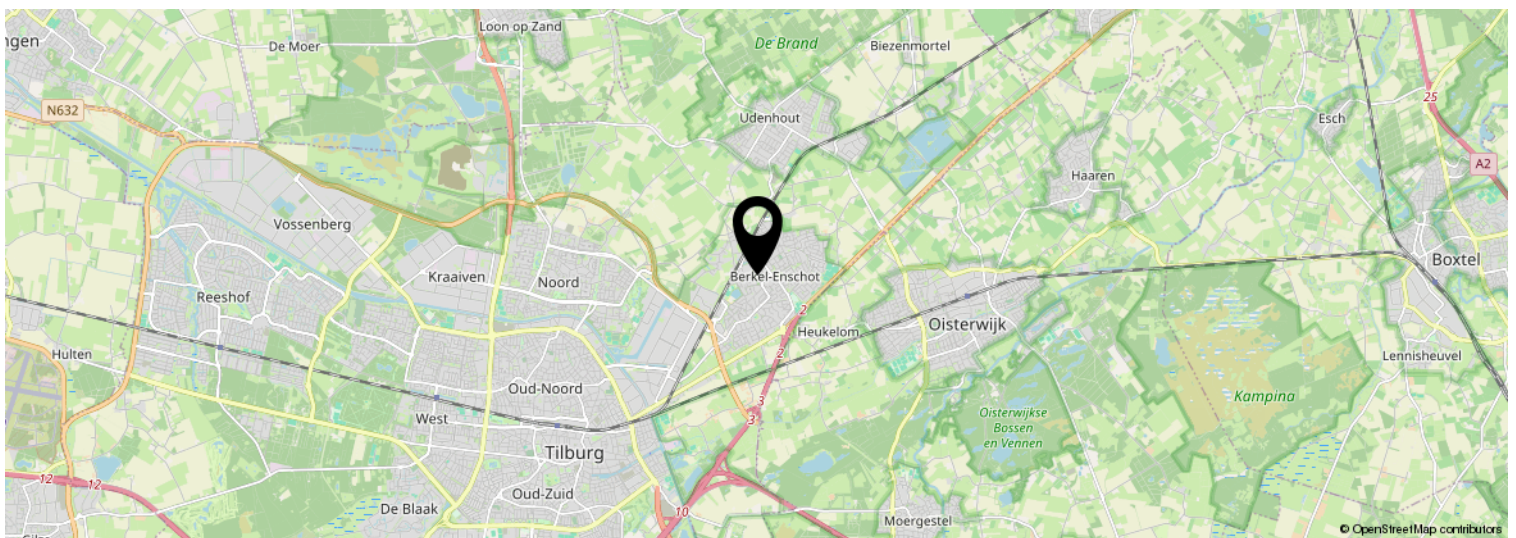 Loon op Zand
ngen
De Moer
De Brand
Biezenmortel
25
N632
Udenhout
Esch
A2
Haaren
Vossenberg
Berkel-Enschot
Kraaiven
Noord
Boxtel
Reeshof
2
Oisterwijk
Heukelom
2
Hulten
Lennisheuvel
Oud-Noord
Kampina
3
3
West
Oisterwijkse
Bossen
en Vennen
Tilburg
12
12
Oud-Zuid
De Blaak
10
Moergestel
© OpenStreetMap contributors